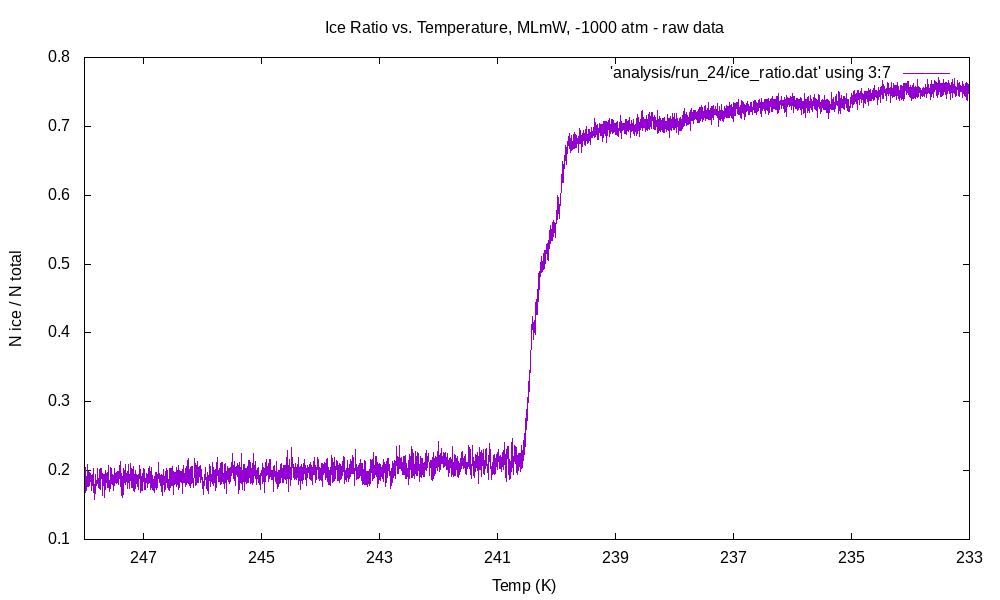 Ice Ratio vs. Temperature, MLmW, -1000 atm - raw data
'analysis/run_24/ice_ratio.dat' using 3:7
0.8
0.7
0.6
0.5
0.4
0.3
0.2
0.1
N ice / N total
247 245 243 241 239 237 235 233
Temp (K)